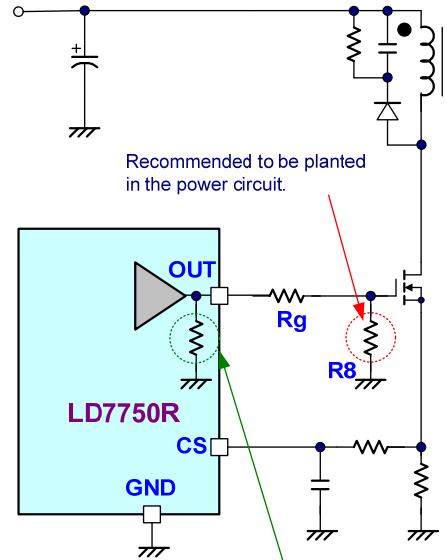 +
Recommended to be planted
in the power circuit.
OUT
Rg
R8
LD7750R
CS
GND